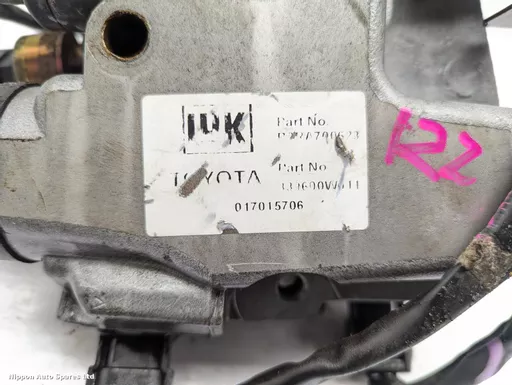 LUK
Part No.
TOYOTA
Part No
017015706
R2
Nippon Auto Spares Ltd